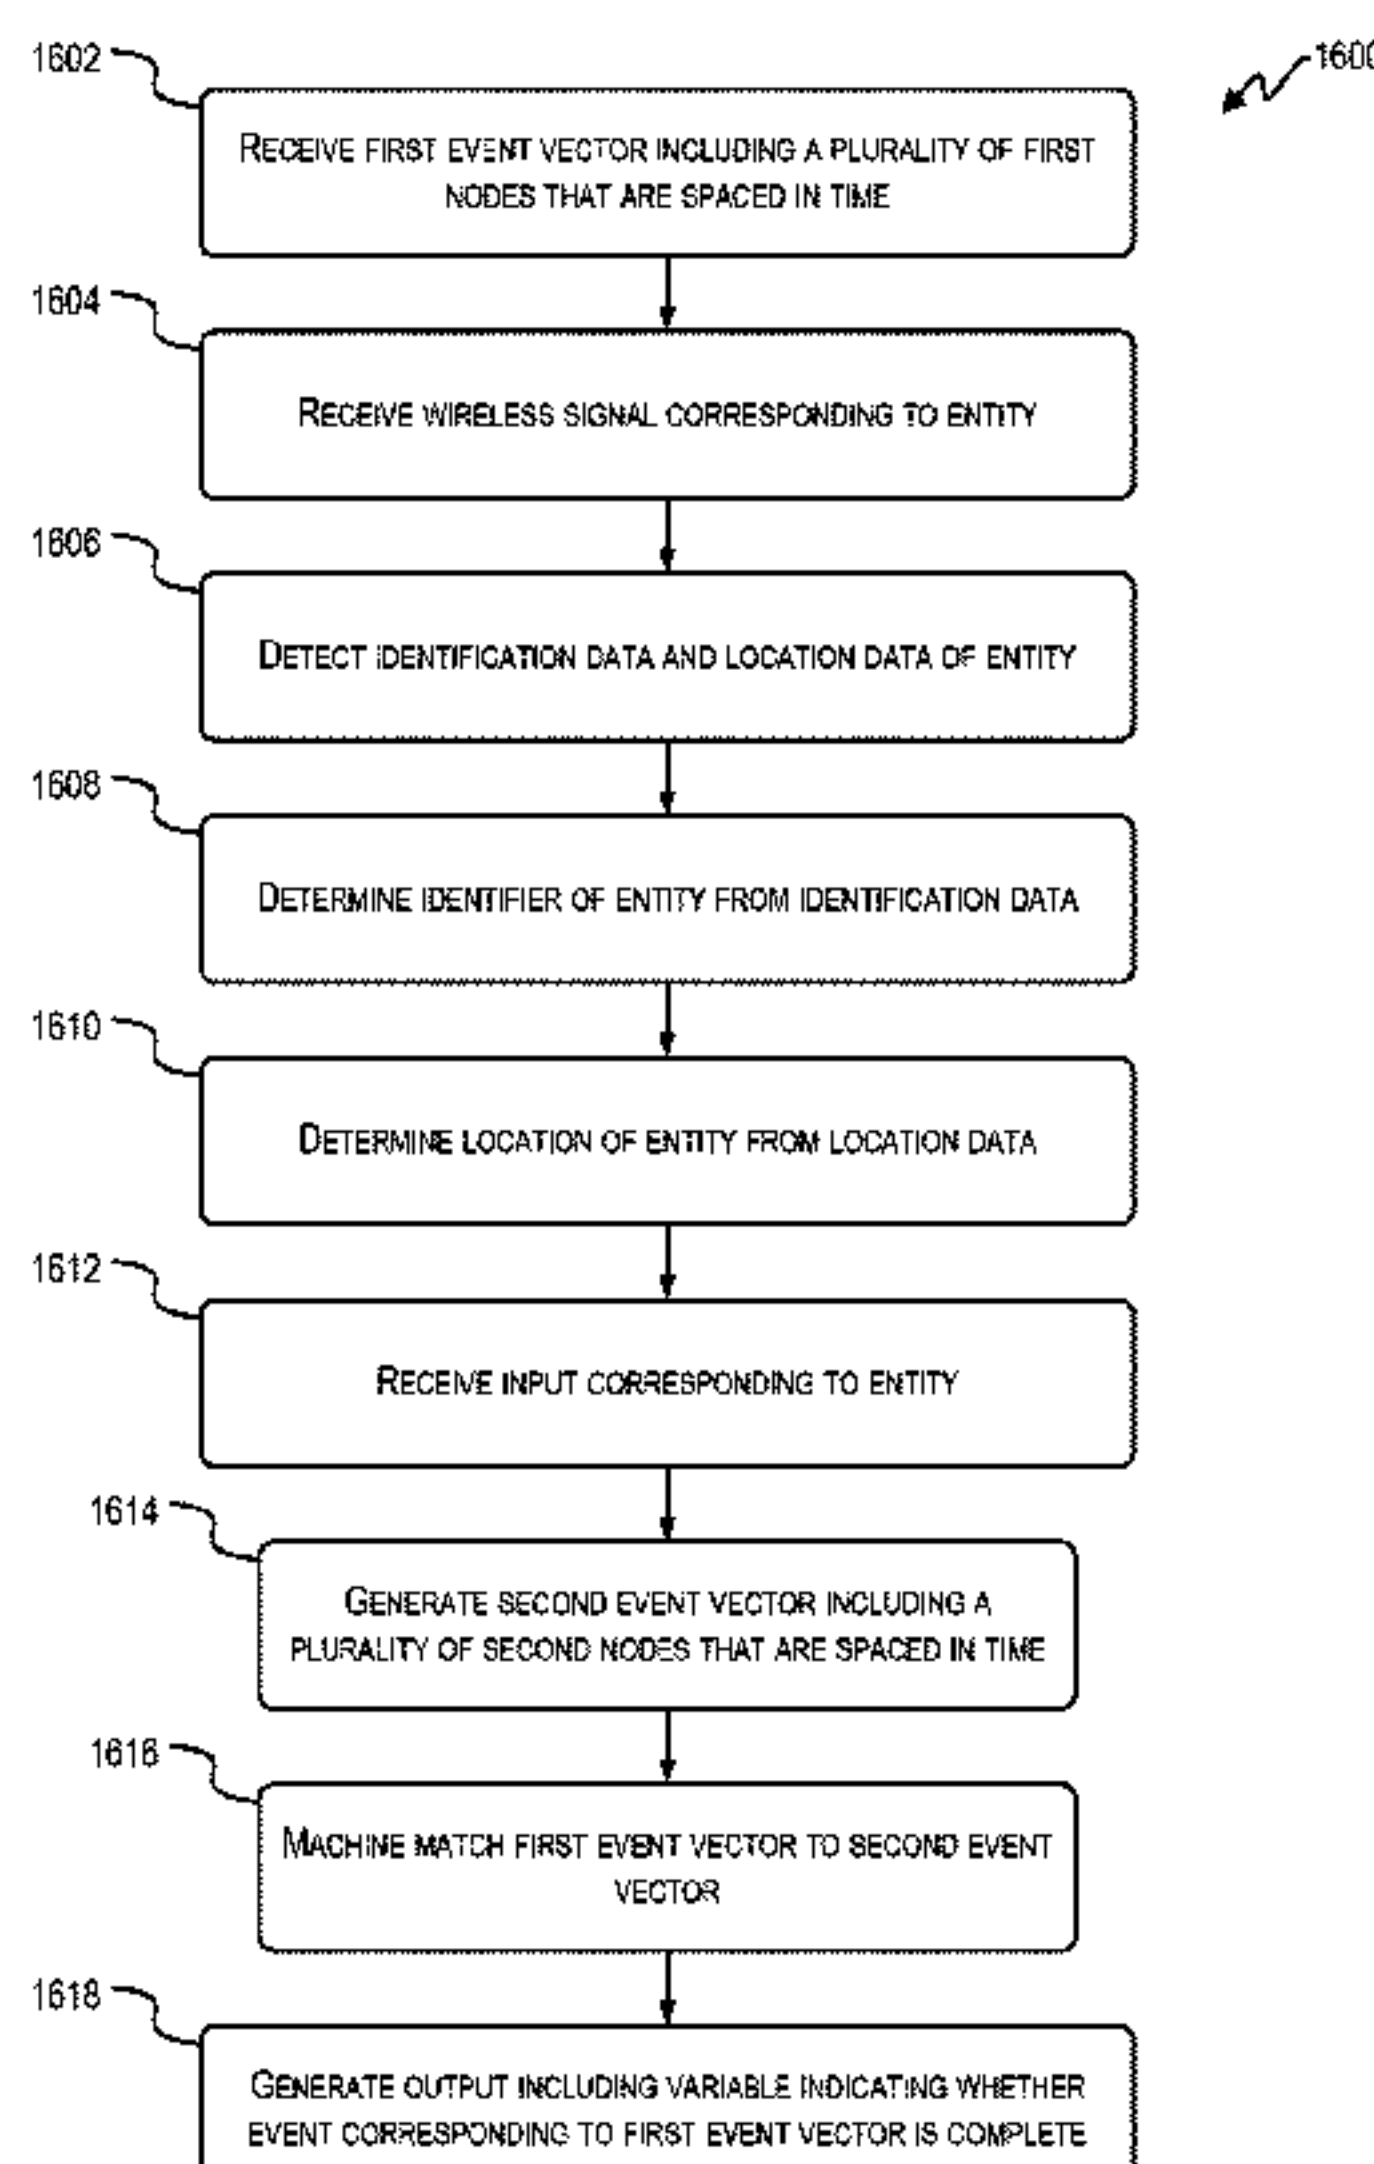 1602
1600
RECEIVE FIRST EVENT VECTOR INCLUDING A PLURALITY OF FIRST
NODES THAT ARE SPACED IN TIME
1604
RECEIVE WIRELESS SIGNAL CORRESPONDING TO ENTITY
1606
DETECT IDENTIFICATION DATA AND LOCATION DATA OF ENTITY
1608
DETERMINE IDENTIFIER OF ENTITY FROM IDENTIFICATION DATA
1610
DETERMINE LOCATION OF ENTITY FROM LOCATION DATA
1612
RECEIVE INPUT CORRESPONDING TO ENTITY
1614
GENERATE SECOND EVENT VECTOR INCLUDING A
PLURALITY OF SECOND NODES THAT ARE SPACED IN TIME
1616
MACHINE MATCH FIRST EVENT VECTOR TO SECOND EVENT
VECTOR
1618
GENERATE OUTPUT INCLUDING VARIABLE INDICATING WHETHER
EVENT CORRESPONDING TO FIRST EVENT VECTOR IS COMPLETE